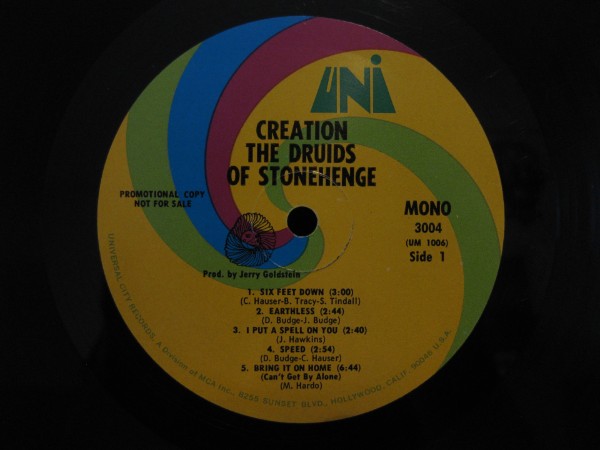 UNI
CREATION
THE DRUIDS
OF STONEHENGE
PROMOTIONAL COPY
NOT FOR SALE
MONO
3004
(UM 1006)
Side 1
Prod. by Jerry Goldstein
1. SIX FEET DOWN (3:00)
(C. Hauser-B. Tracy-S. Tindall)
2. EARTHLESS (2:44)
(D. Budge-J. Budge)
3. I PUT A SPELL ON YOU (2:40)
(J. Hawkins)
4. SPEED (2:54)
(D. Budge-C. Hauser)
5. BRING IT ON HOME (6:44)
(Can't Get By Alone)
(M. Hardo)
UNIVERSAL CITY RECORDS, A Division of MCA Inc., 8255 SUNSET BLVD., HOLLYWOOD, CALIF. 90046 U.S.A.